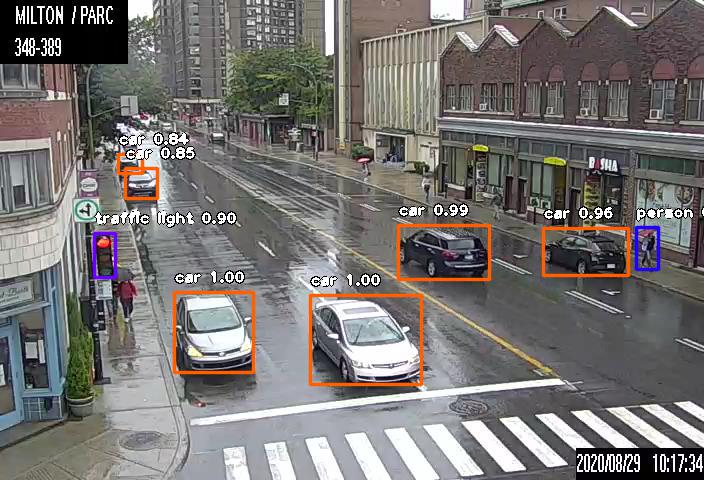 MILTON / PARC
348-389
car 0.84
car 0.85
traffic light 0.90
car 0.99
car 0.96
person
car 1.00
car 1.00
2020/08/29 10:17:34